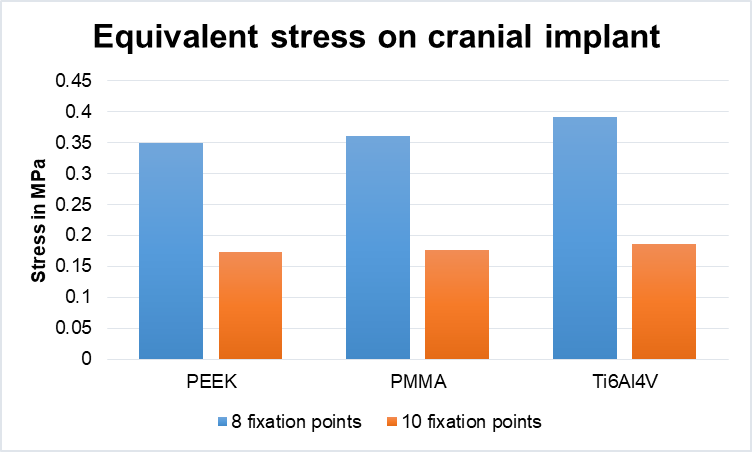 Equivalent stress on cranial implant
Stress in MPa
0.45
0.4
0.35
0.3
0.25
0.2
0.15
0.1
0.05
0
PEEK PMMA Ti6Al4V
8 fixation points 10 fixation points